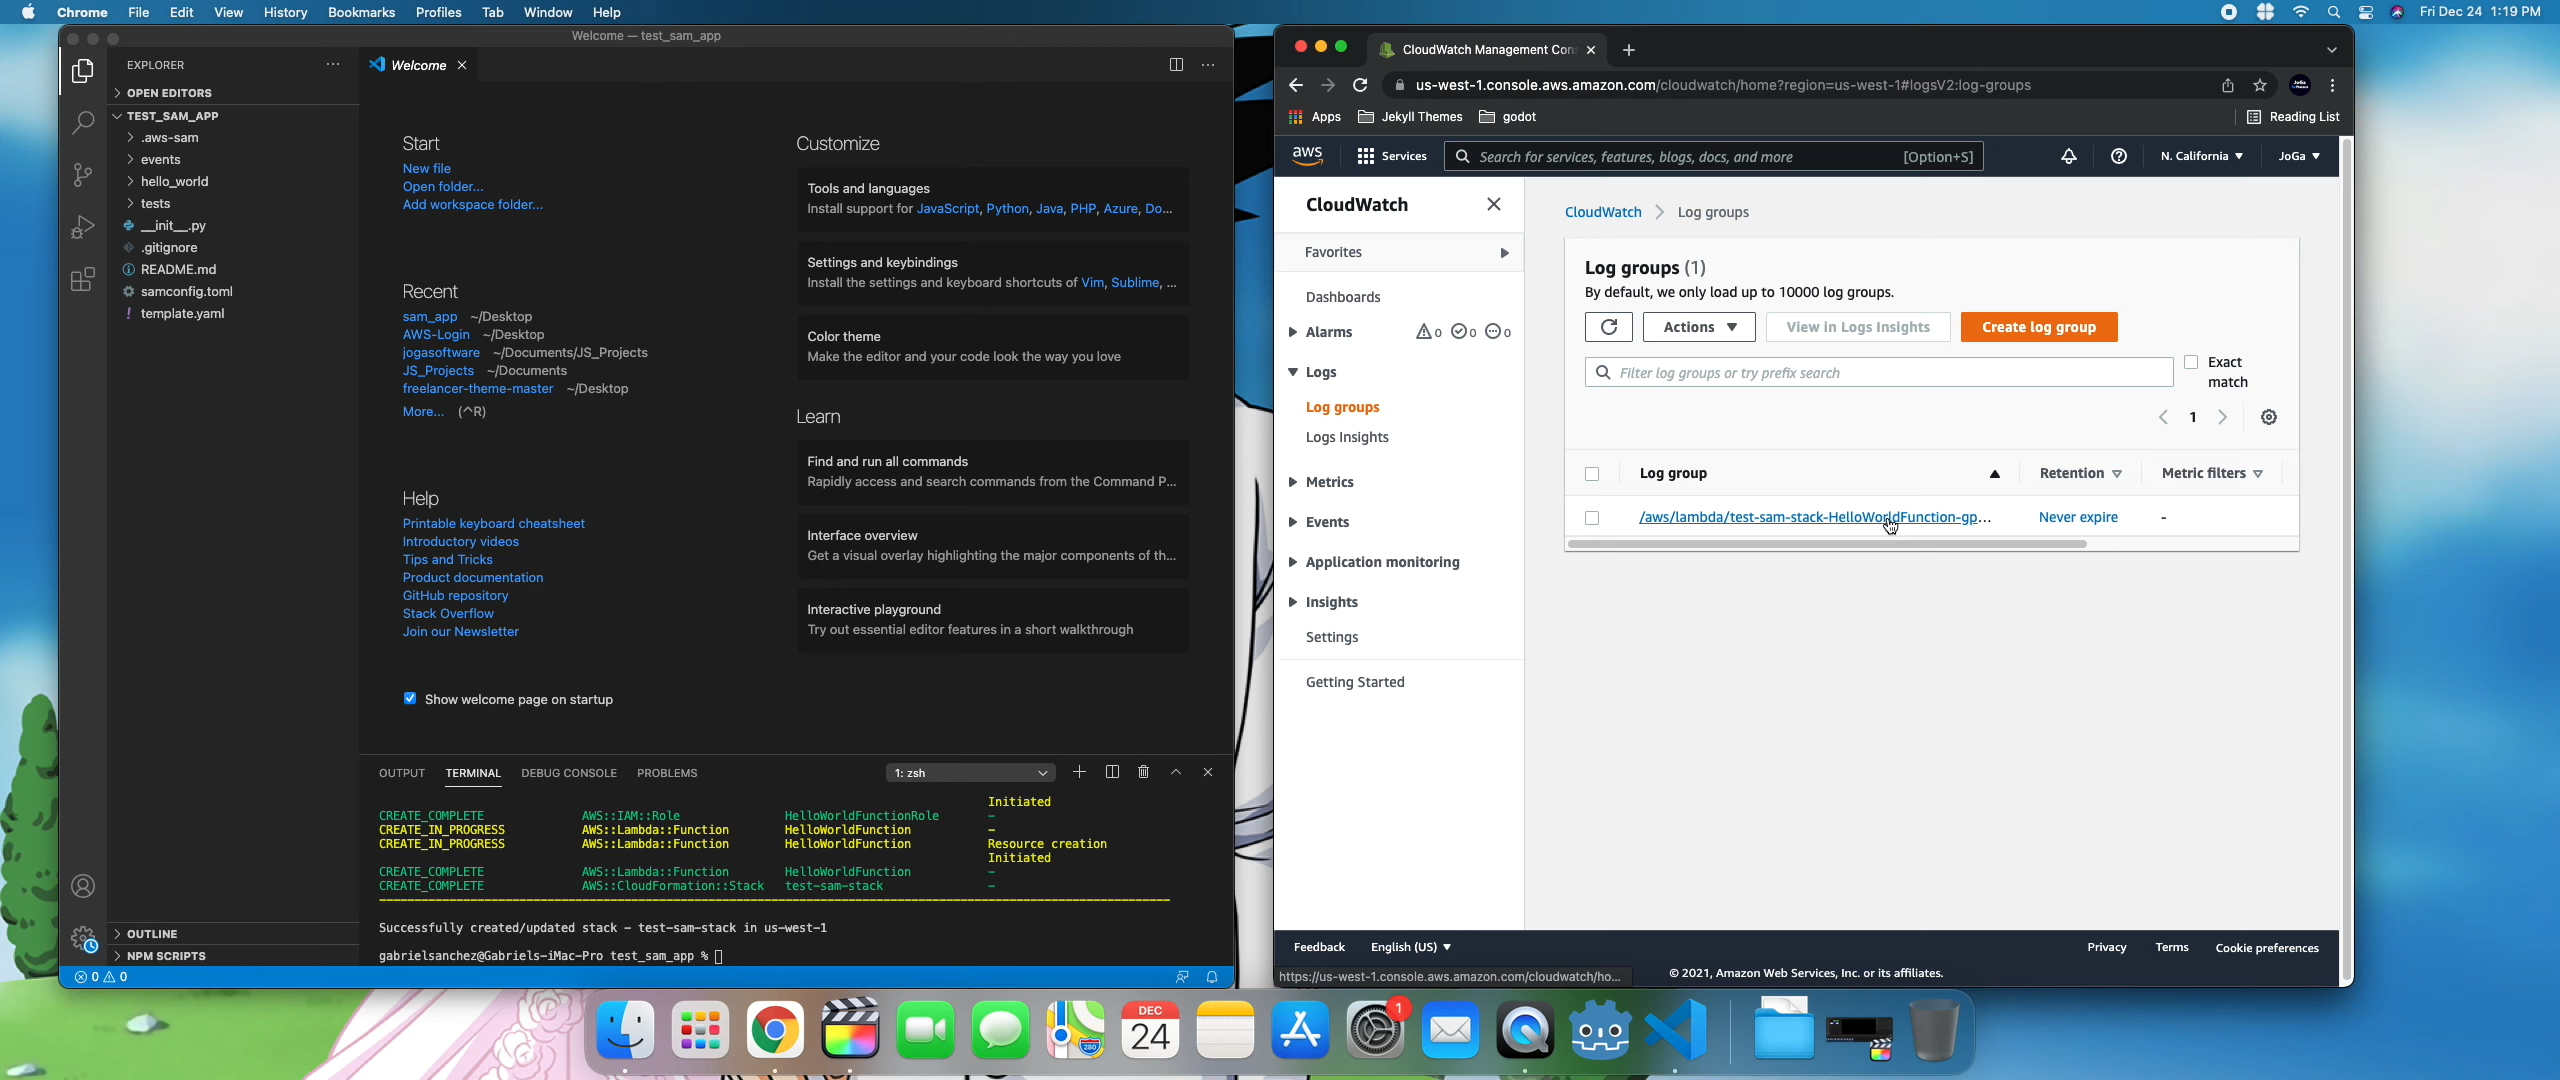 Chrome File Edit View History Bookmarks Profiles Tab Window Help
Fri Dec 24 1:19 PM
Welcome — test_sam_app
EXPLORER
OPEN EDITORS
TEST_SAM_APP
.aws-sam
events
hello_world
tests
__init__.py
.gitignore
README.md
samconfig.toml
template.yaml
OUTLINE
NPM SCRIPTS
Welcome
Start
New file
Open folder...
Add workspace folder...
Recent
sam_app ~/Desktop
AWS-Login ~/Desktop
jogasoftware ~/Documents/JS_Projects
JS_Projects ~/Documents
freelancer-theme-master ~/Desktop
More... (^R)
Help
Printable keyboard cheatsheet
Introductory videos
Tips and Tricks
Product documentation
GitHub repository
Stack Overflow
Join our Newsletter
Show welcome page on startup
Customize
Tools and languages
Install support for JavaScript, Python, Java, PHP, Azure, Do...
Settings and keybindings
Install the settings and keyboard shortcuts of Vim, Sublime, ...
Color theme
Make the editor and your code look the way you love
Learn
Find and run all commands
Rapidly access and search commands from the Command P...
Interface overview
Get a visual overlay highlighting the major components of th...
Interactive playground
Try out essential editor features in a short walkthrough
OUTPUT TERMINAL DEBUG CONSOLE PROBLEMS
1: zsh
Initiated
CREATE_COMPLETE AWS::IAM::Role HelloWorldFunctionRole -
CREATE_IN_PROGRESS AWS::Lambda::Function HelloWorldFunction -
CREATE_IN_PROGRESS AWS::Lambda::Function HelloWorldFunction Resource creation
Initiated
CREATE_COMPLETE AWS::Lambda::Function HelloWorldFunction -
CREATE_COMPLETE AWS::CloudFormation::Stack test-sam-stack -
Successfully created/updated stack - test-sam-stack in us-west-1
gabrielsanchez@Gabriels-iMac-Pro test_sam_app %
0 0
CloudWatch Management Con
us-west-1.console.aws.amazon.com/cloudwatch/home?region=us-west-1#logsV2:log-groups
Apps Jekyll Themes godot
Reading List
aws
Services
Search for services, features, blogs, docs, and more [Option+S]
N. California
JoGa
CloudWatch
Favorites
Dashboards
Alarms 0 0 0
Logs
Log groups
Logs Insights
Metrics
Events
Application monitoring
Insights
Settings
Getting Started
CloudWatch Log groups
Log groups (1)
By default, we only load up to 10000 log groups.
Actions
View in Logs Insights
Create log group
Filter log groups or try prefix search
Exact
match
1
Log group Retention Metric filters
/aws/lambda/test-sam-stack-HelloWorldFunction-gp... Never expire -
Feedback English (US)
Privacy Terms Cookie preferences
https://us-west-1.console.aws.amazon.com/cloudwatch/ho...
© 2021, Amazon Web Services, Inc. or its affiliates.
DEC
24
280
1